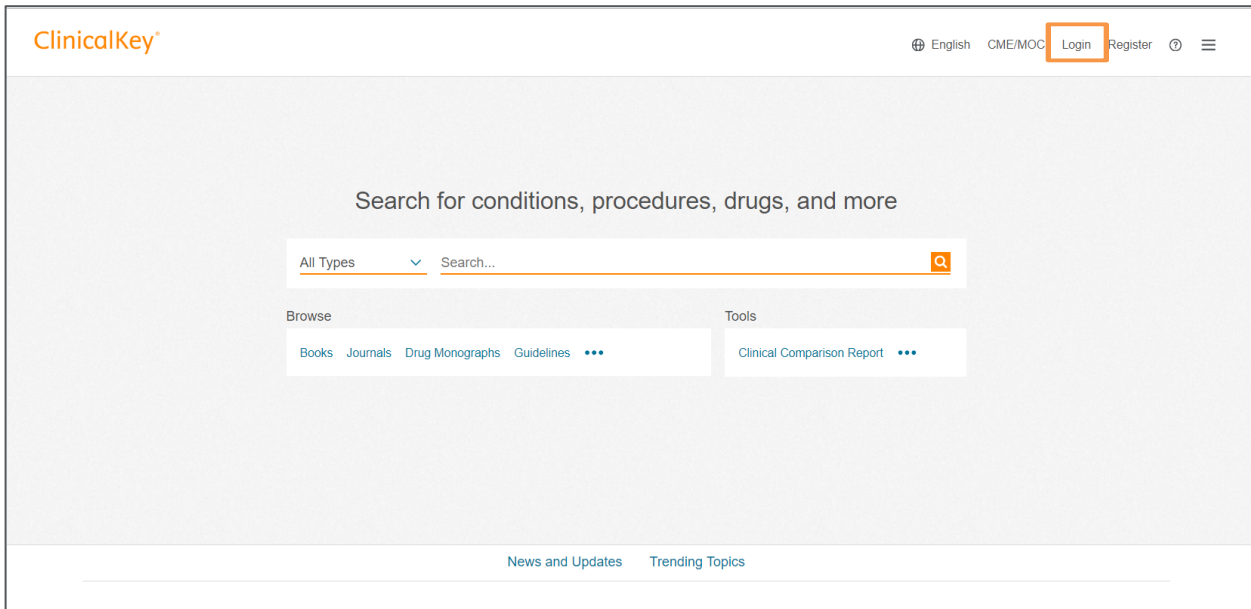 ClinicalKey®
English CME/MOC Login Register ?
Search for conditions, procedures, drugs, and more
All Types Search...
Browse
Books Journals Drug Monographs Guidelines •••
Tools
Clinical Comparison Report •••
News and Updates Trending Topics